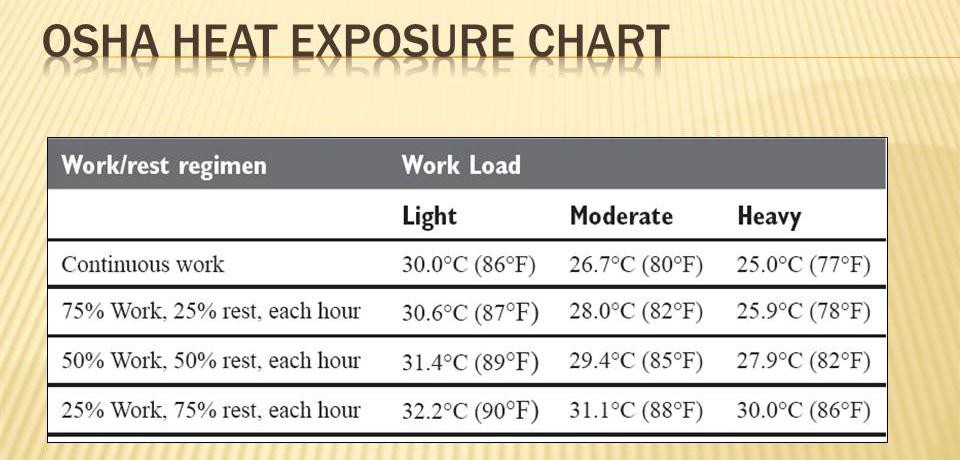 OSHA HEAT EXPOSURE CHART
Work/rest regimen Work Load
Light Moderate Heavy
Continuous work 30.0°C (86°F) 26.7°C (80°F) 25.0°C (77°F)
75% Work, 25% rest, each hour 30.6°C (87°F) 28.0°C (82°F) 25.9°C (78°F)
50% Work, 50% rest, each hour 31.4°C (89°F) 29.4°C (85°F) 27.9°C (82°F)
25% Work, 75% rest, each hour 32.2°C (90°F) 31.1°C (88°F) 30.0°C (86°F)